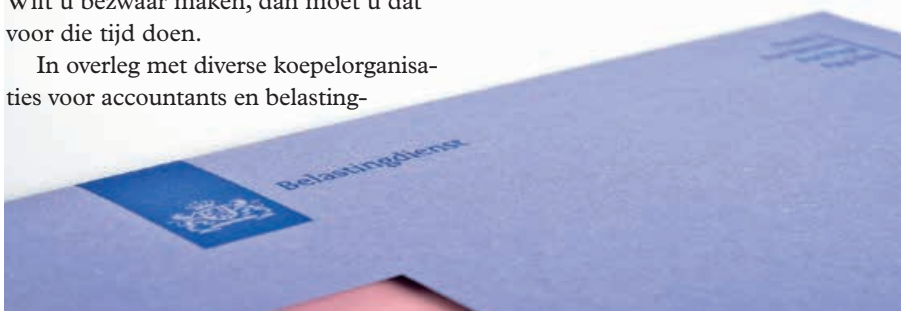 Wilt u bezwaar maken, dan moet u dat
voor die tijd doen.
In overleg met diverse koepelorganisa-
ties voor accountants en belasting-
Belastingdienst